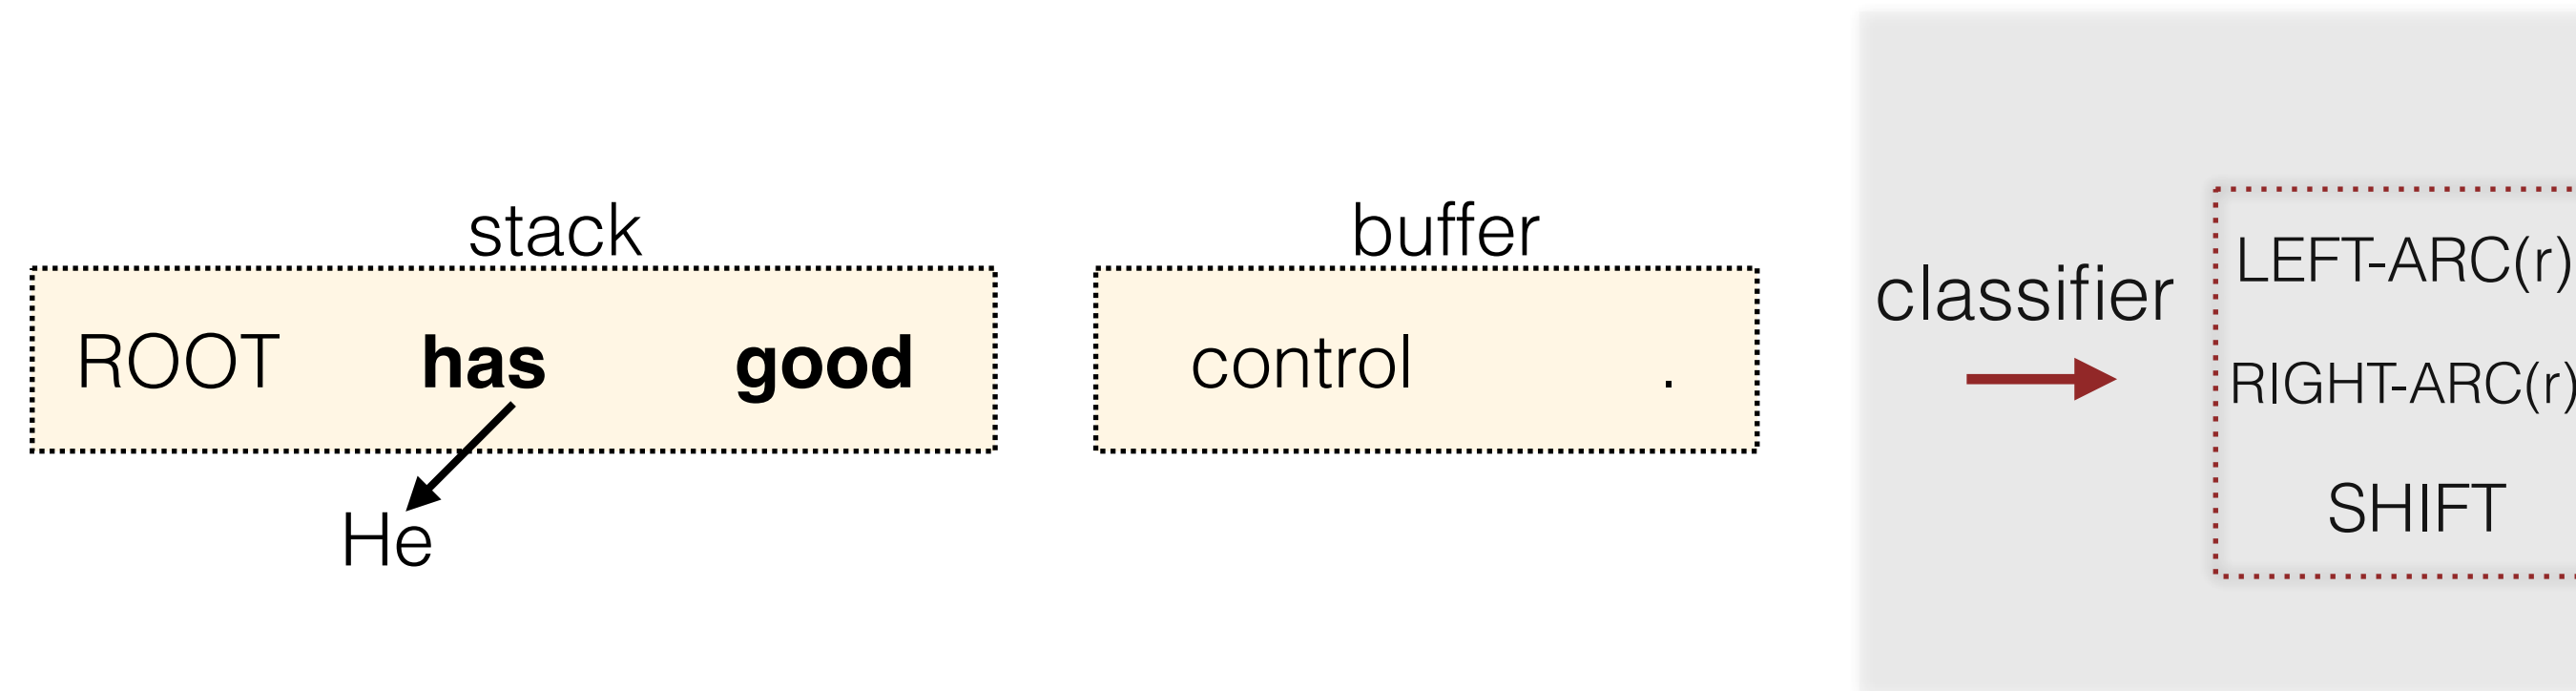 stack
buffer
ROOT has good
control .
He
classifier
LEFT-ARC(r)
RIGHT-ARC(r)
SHIFT